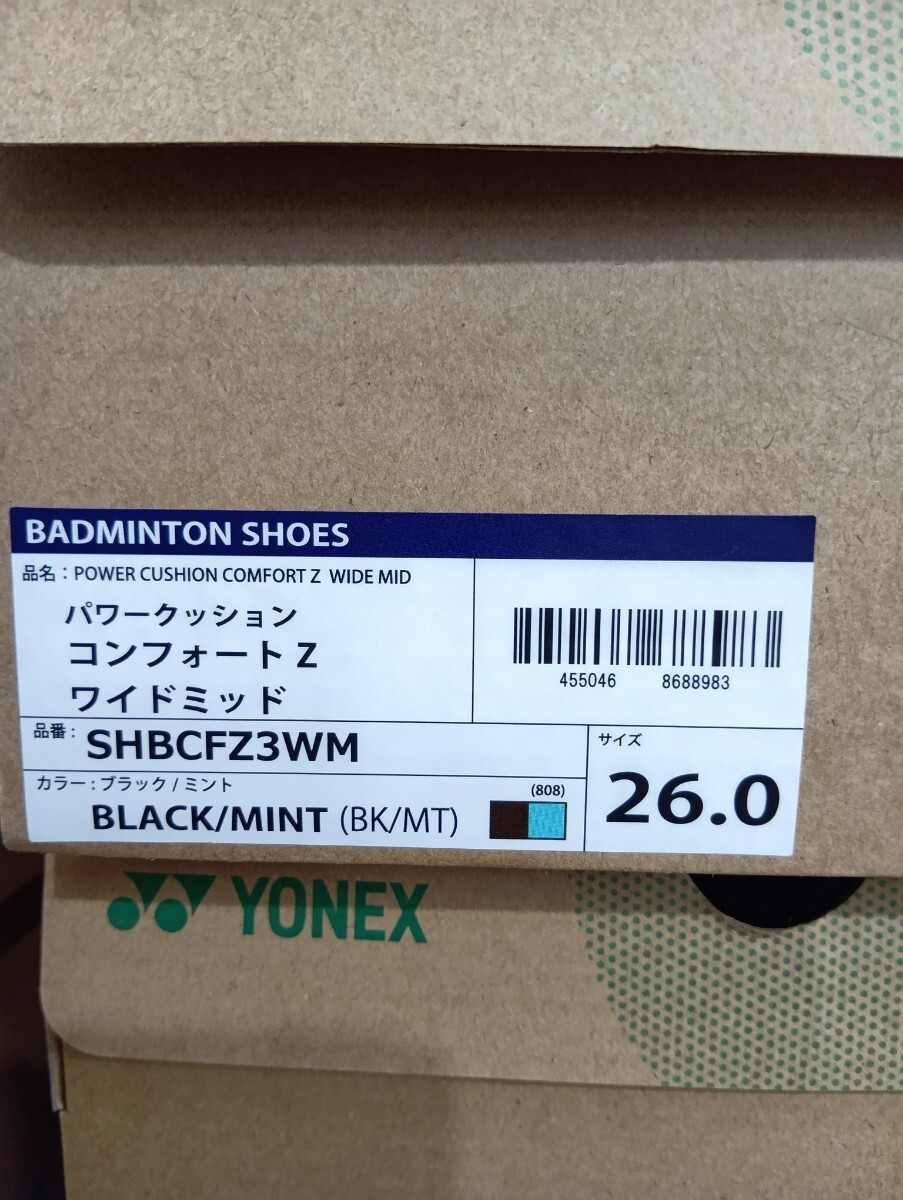 BADMINTON SHOES
品名：POWER CUSHION COMFORT Z WIDE MID
パワークッション
コンフォート Z
ワイドミッド
455046 8688983
品番：SHBCFZ3WM
カラー：ブラック / ミント
BLACK/MINT (BK/MT)
(808)
サイズ
26.0
YONEX